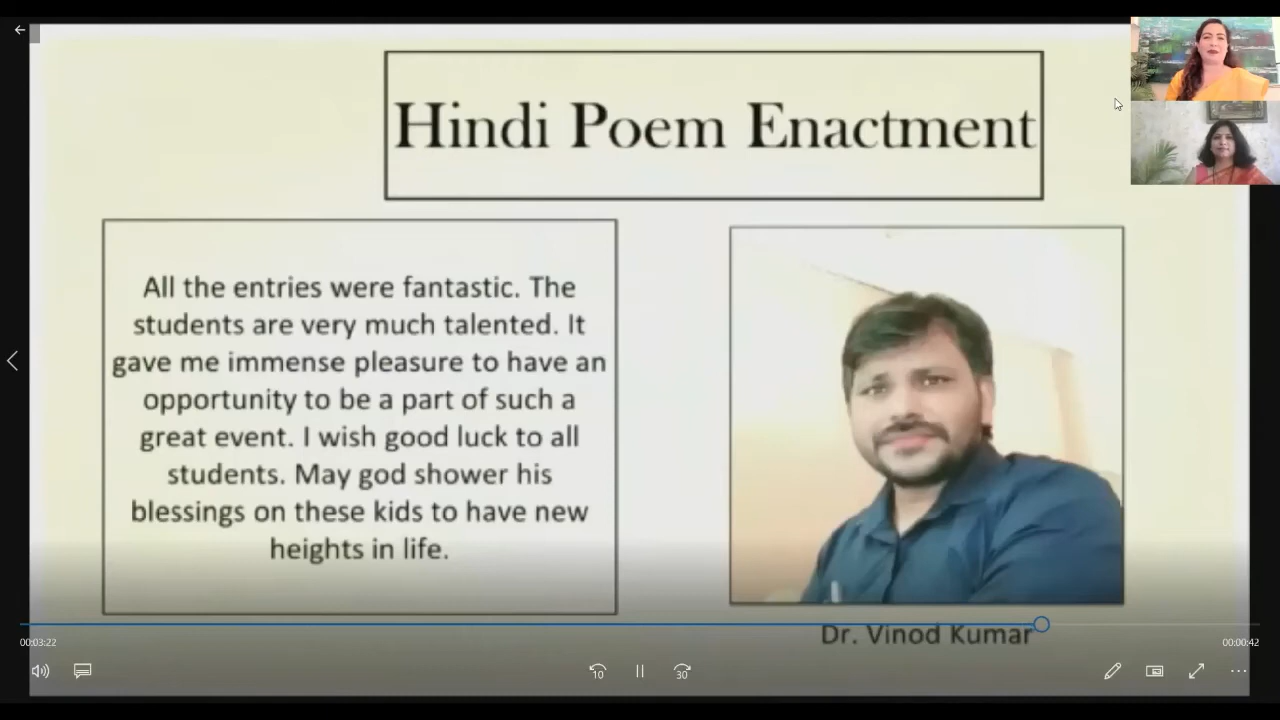 Hindi Poem Enactment
All the entries were fantastic. The
students are very much talented. It
gave me immense pleasure to have an
opportunity to be a part of such a
great event. I wish good luck to all
students. May god shower his
blessings on these kids to have new
heights in life.
Dr. Vinod Kumar
00:03:22
00:00:42
10
30